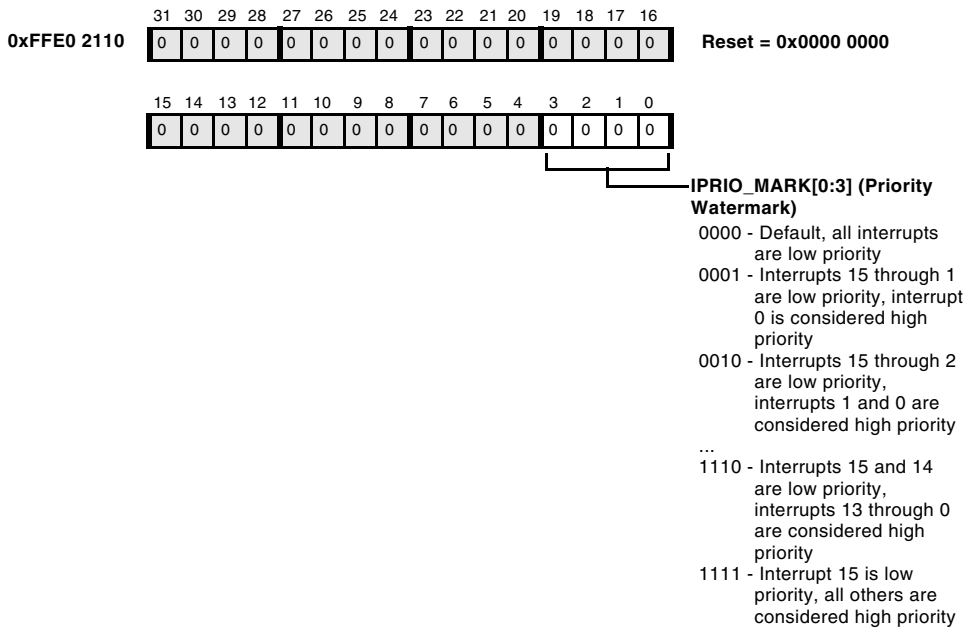 31 30 29 28 27 26 25 24 23 22 21 20 19 18 17 16
0xFFE0 2110 0 0 0 0 0 0 0 0 0 0 0 0 0 0 0 0 Reset = 0x0000 0000
15 14 13 12 11 10 9 8 7 6 5 4 3 2 1 0
0 0 0 0 0 0 0 0 0 0 0 0 0 0 0 0
IPRIO_MARK[0:3] (Priority
Watermark)
0000 - Default, all interrupts
are low priority
0001 - Interrupts 15 through 1
are low priority, interrupt
0 is considered high
priority
0010 - Interrupts 15 through 2
are low priority,
interrupts 1 and 0 are
considered high priority
...
1110 - Interrupts 15 and 14
are low priority,
interrupts 13 through 0
are considered high
priority
1111 - Interrupt 15 is low
priority, all others are
considered high priority